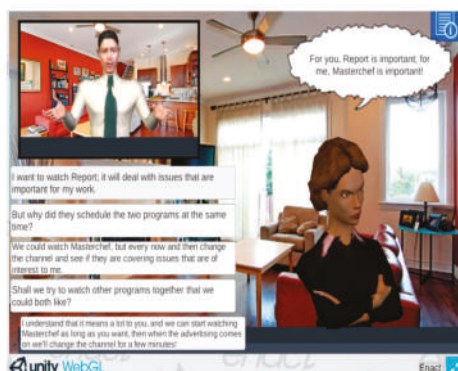 For you, Report is important, for
me, Masterchef is important!
I want to watch Report; it will deal with issues that are
important for my work.
But why did they schedule the two programs at the same
time?
We could watch Masterchef, but every now and then change
the channel and see if they are covering issues that are of
interest to me.
Shall we try to watch other programs together that we
could both like?
I understand that it means a lot to you, and we can start watching
Masterchef as long as you want, then when the advertising comes
on we'll change the channel for a few minutes!
unity WebGL
Enact